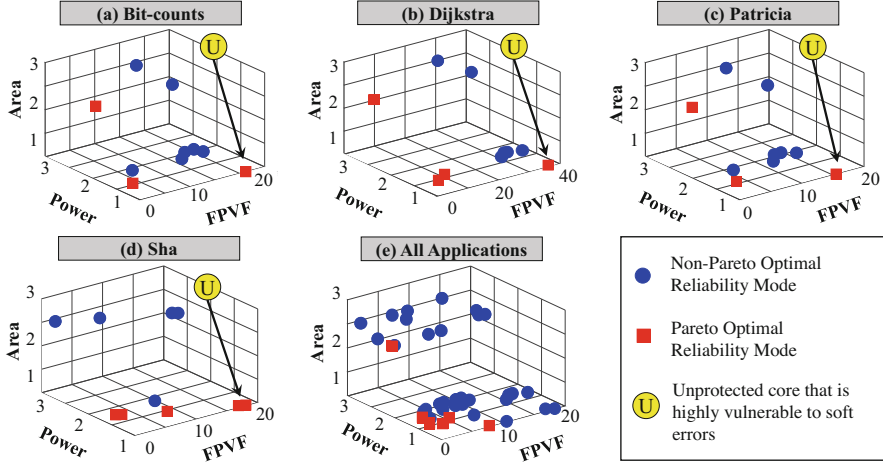 (a) Bit-counts
(b) Dijkstra
(c) Patricia
U
U
U
3
2
1
Area
3
2
1
Power
0
10
20
FPVF
3
2
1
Area
3
2
1
Power
0
20
40
FPVF
3
2
1
Area
3
2
1
Power
0
10
20
FPVF
(d) Sha
(e) All Applications
U
3
2
1
Area
3
2
1
Power
0
10
20
FPVF
3
2
1
Area
3
2
1
Power
0
10
20
FPVF
Non-Pareto Optimal
Reliability Mode
Pareto Optimal
Reliability Mode
U
Unprotected core that is
highly vulnerable to soft
errors